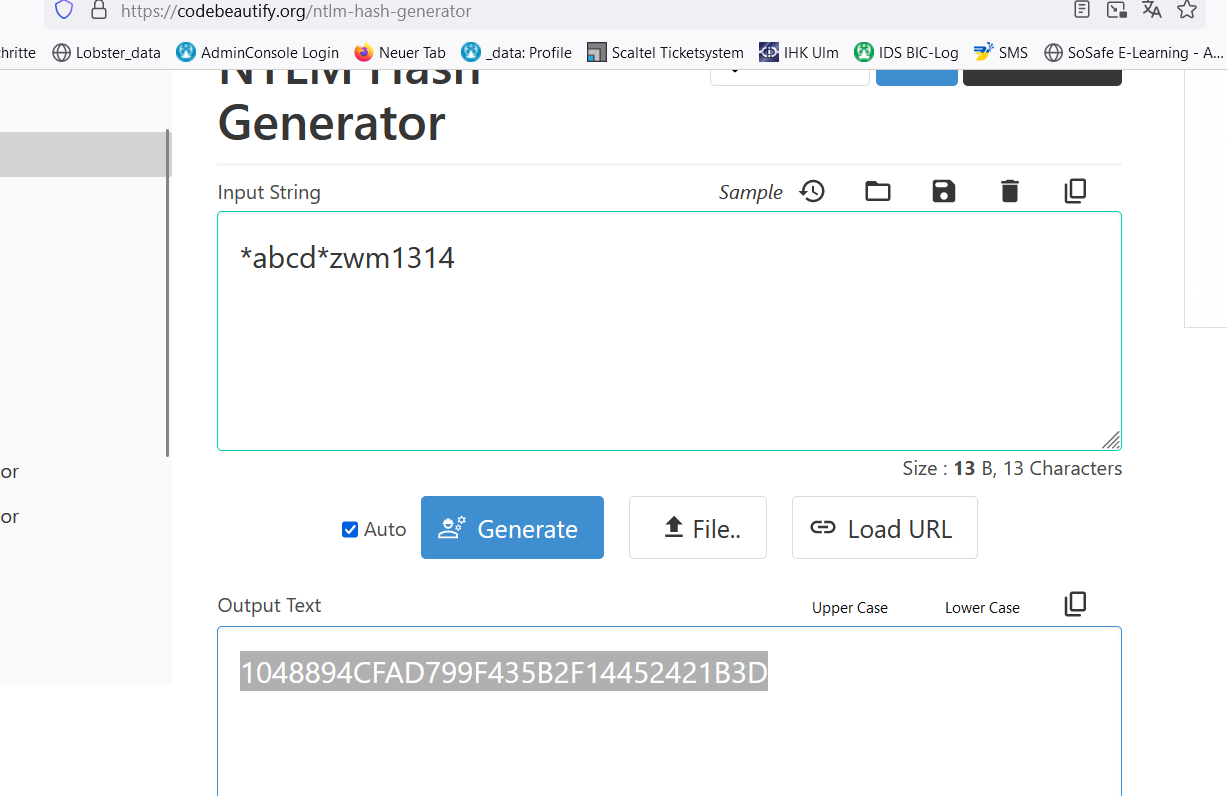 https://codebeautify.org/ntlm-hash-generator
hritte Lobster_data AdminConsole Login Neuer Tab _data: Profile Scaltel Ticketsystem IHK Ulm IDS BIC-Log SMS SoSafe E-Learning - A...
NTLM Hash
Generator
Input String Sample
*abcd*zwm1314
Size : 13 B, 13 Characters
or
or
Auto Generate File.. Load URL
Output Text Upper Case Lower Case
1048894CFAD799F435B2F14452421B3D